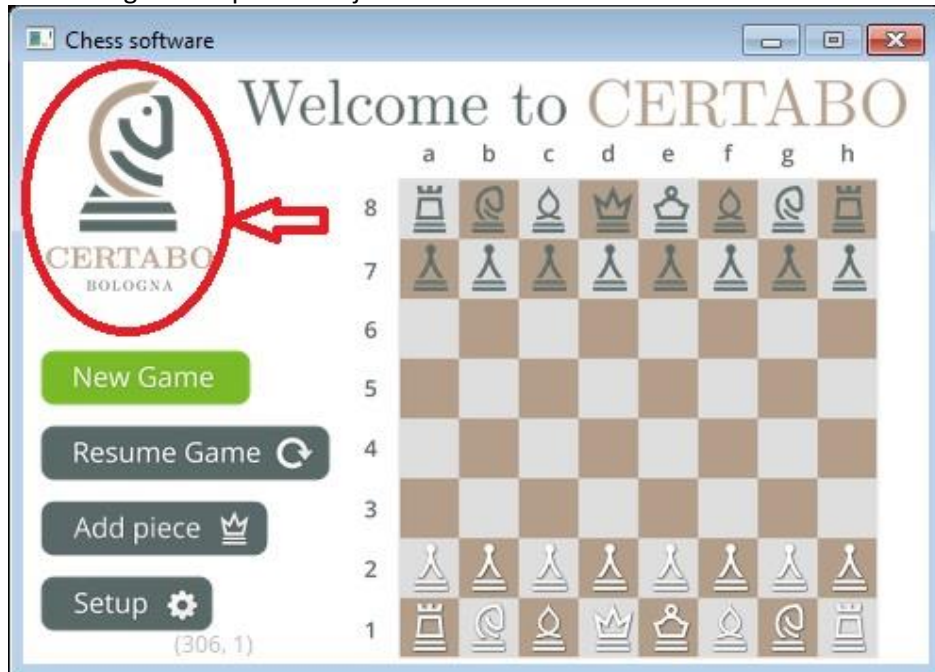 Chess software
Welcome to CERTABO
CERTABO
BOLOGNA
a b c d e f g h
8
7
6
5
4
3
2
1
New Game
Resume Game
Add piece
Setup
(306, 1)